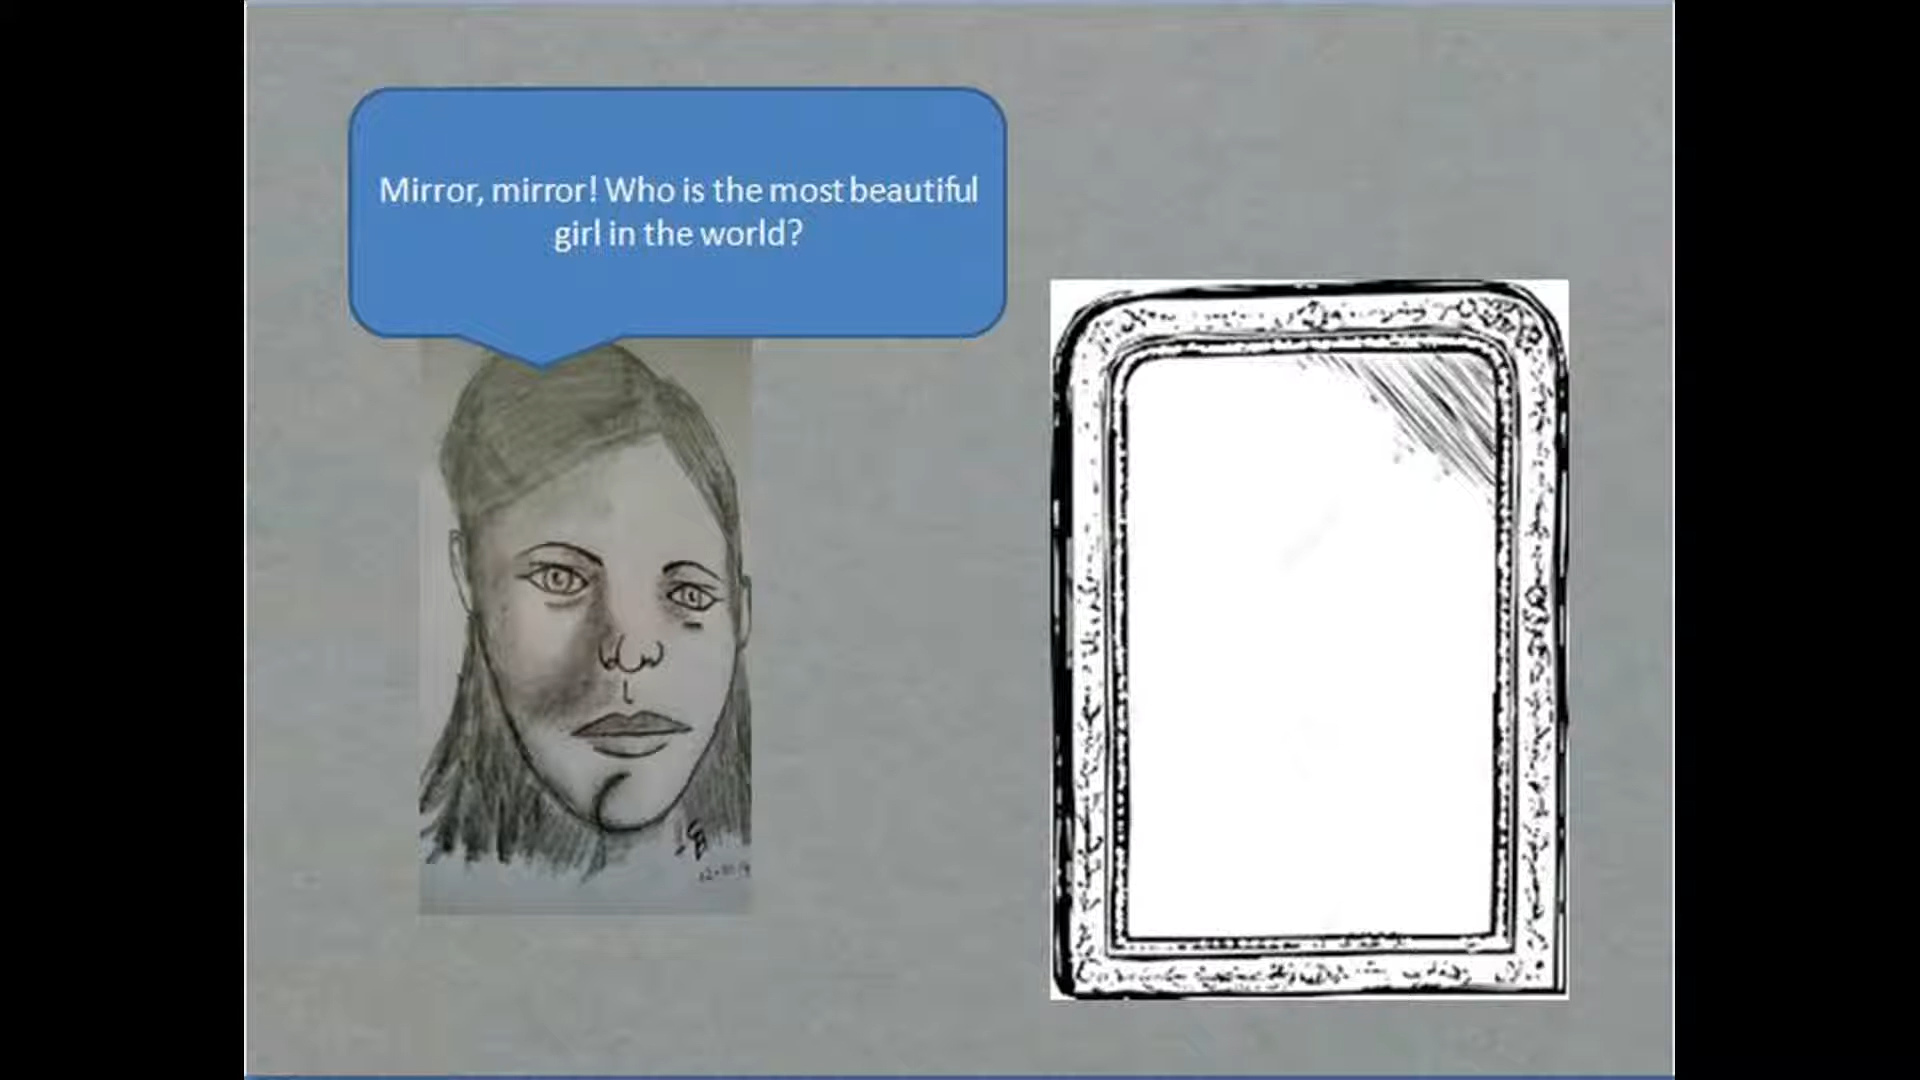 Mirror, mirror! Who is the most beautiful
girl in the world?